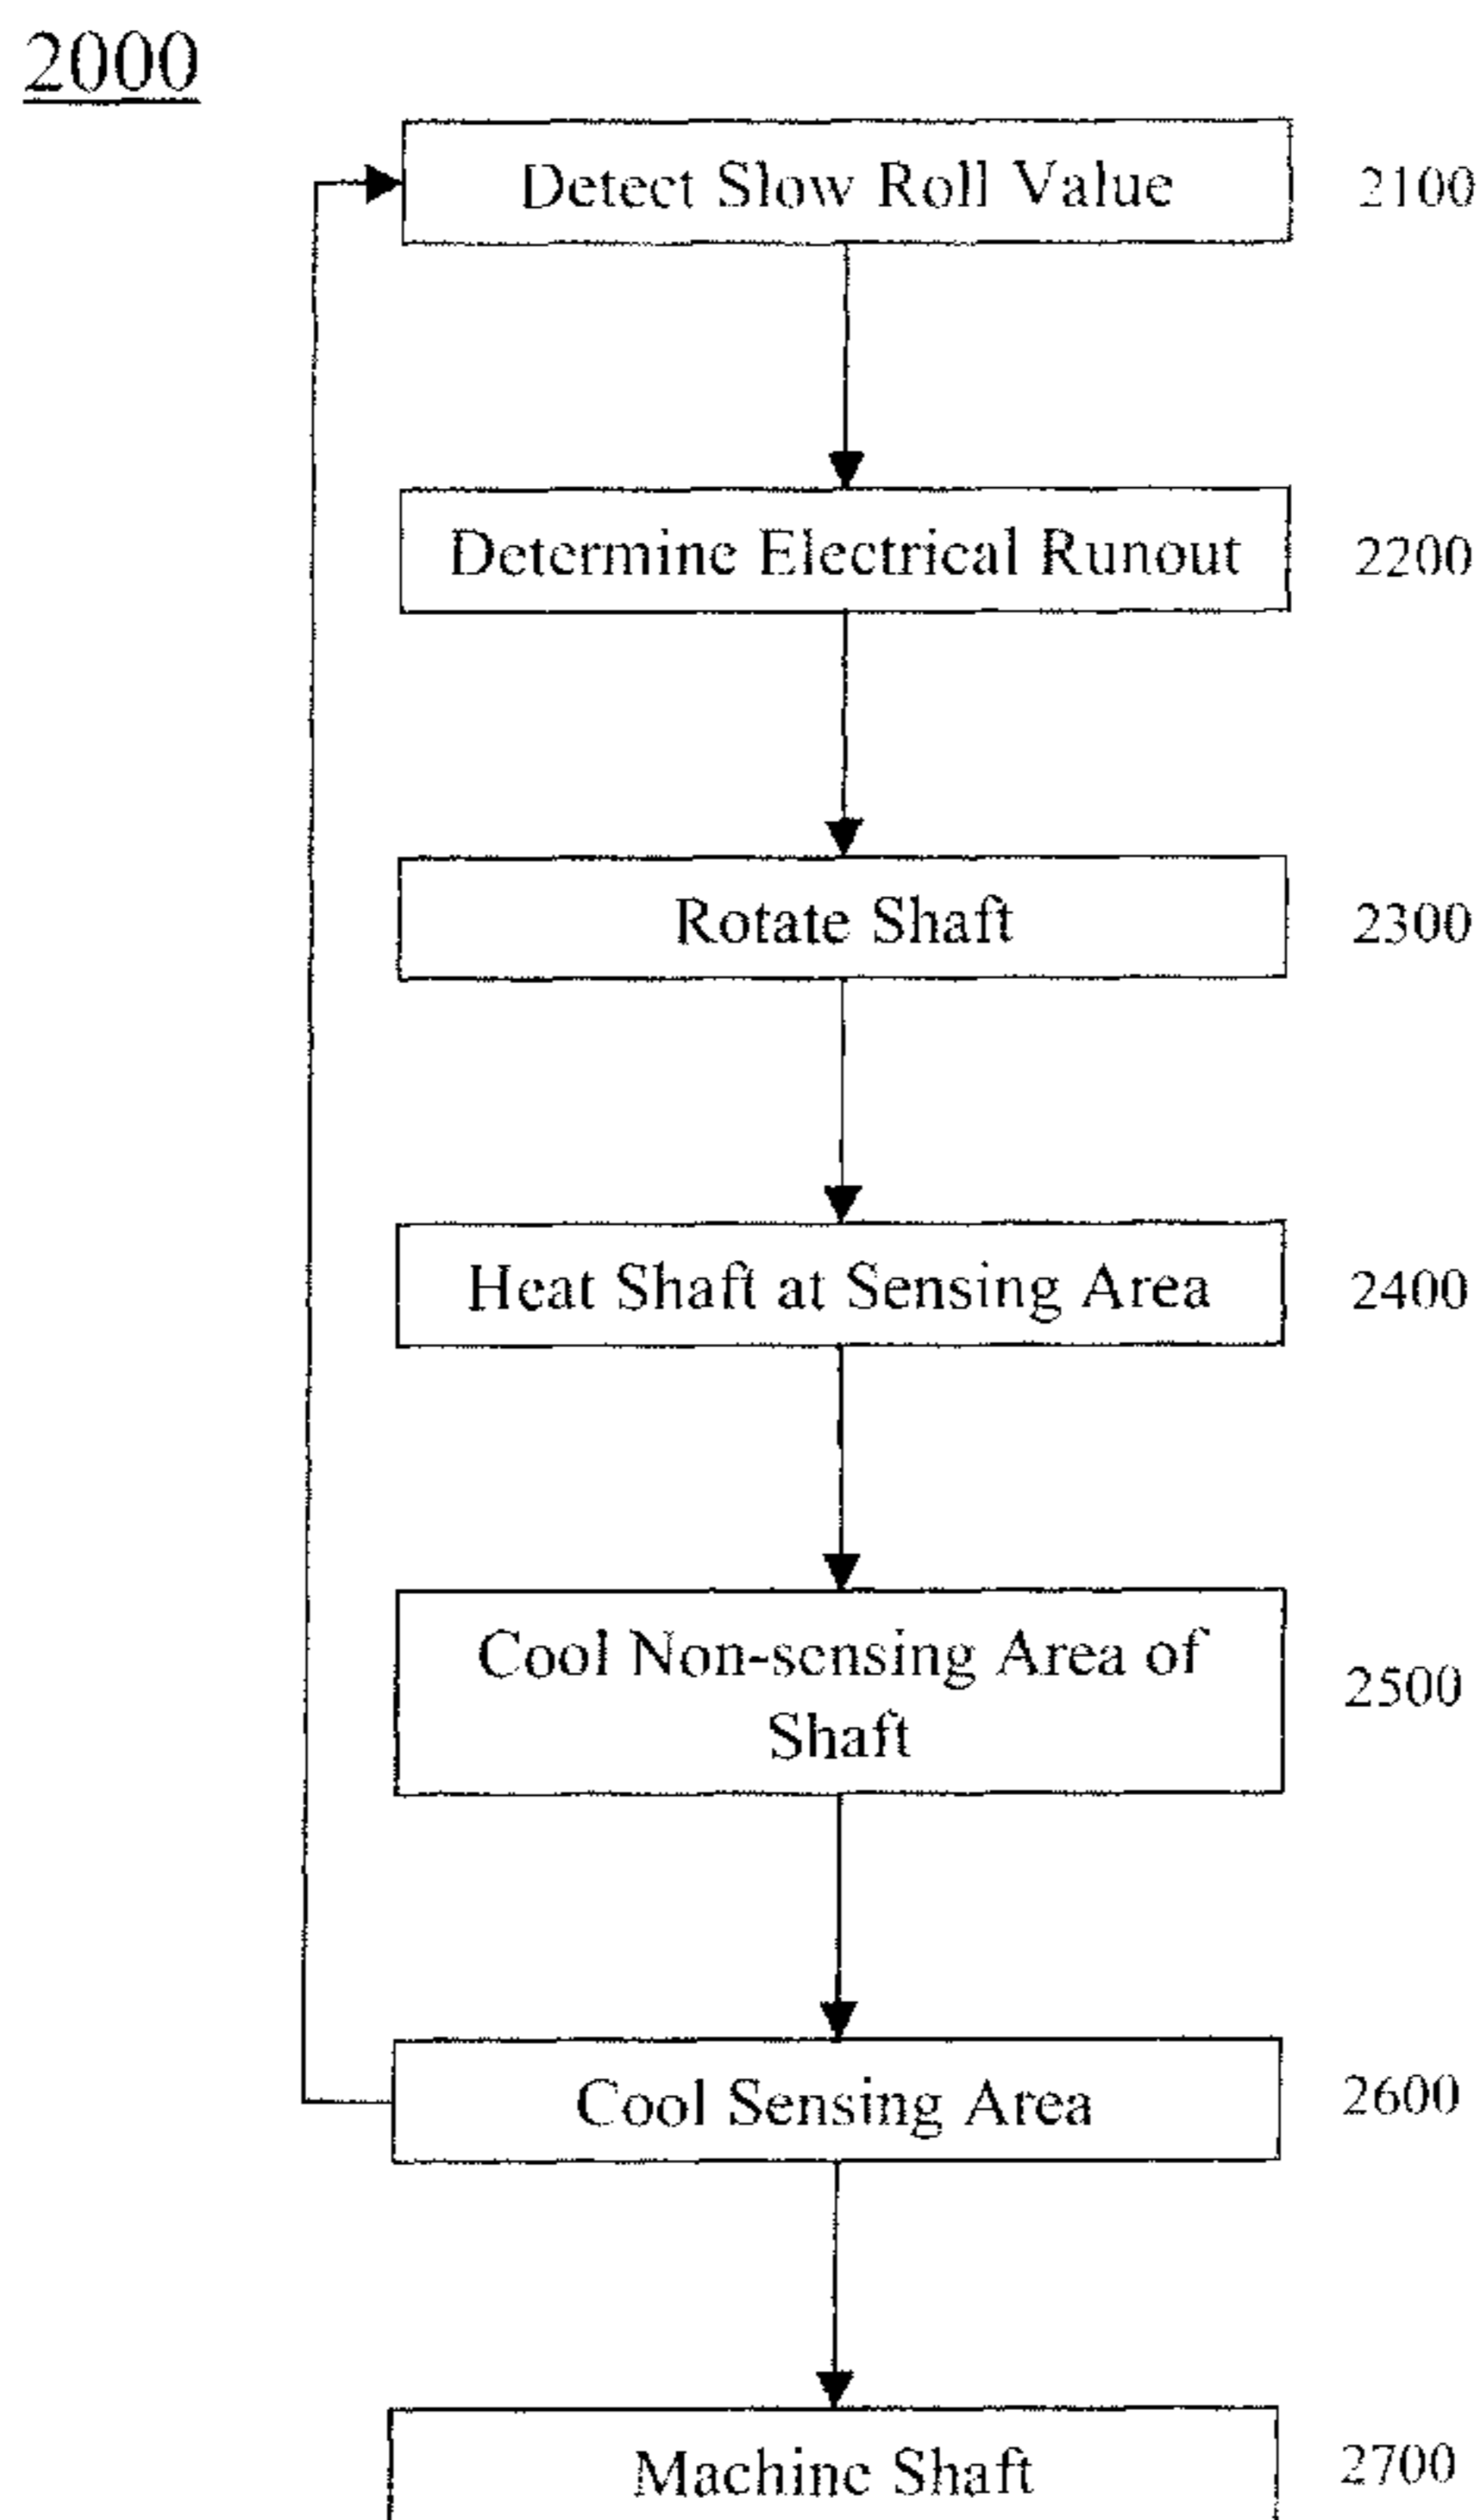 2000
Detect Slow Roll Value 2100
Determine Electrical Runout 2200
Rotate Shaft 2300
Heat Shaft at Sensing Area 2400
Cool Non-sensing Area of
Shaft
2500
Cool Sensing Area 2600
Machine Shaft 2700